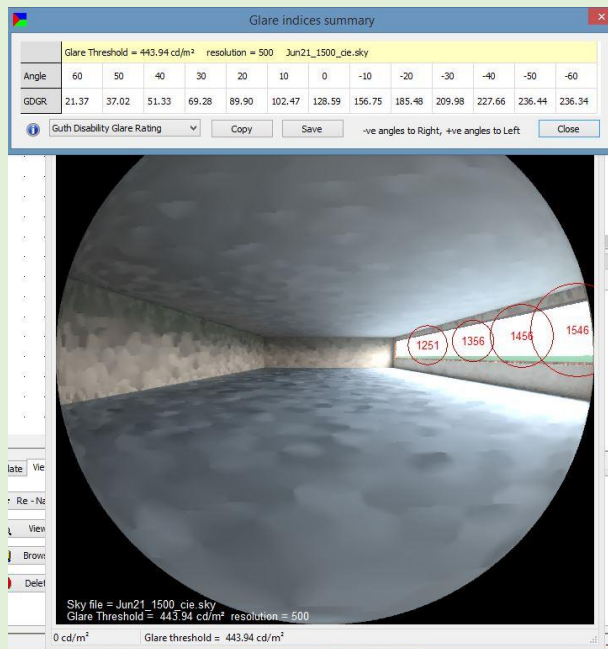 Glare indices summary
Glare Threshold = 443.94 cd/m² resolution = 500 Jun21_1500_cie.sky
Angle 60 50 40 30 20 10 0 -10 -20 -30 -40 -50 -60
GDGR 21.37 37.02 51.33 69.28 89.90 102.47 128.59 156.75 185.48 209.98 227.66 236.44 236.34
Guth Disability Glare Rating Copy Save -ve angles to Right, +ve angles to Left Close
1251 1356 1456 1546
late Vie
Re - Na
View
Brows
Delet
Sky file = Jun21_1500_cie.sky
Glare Threshold = 443.94 cd/m² resolution = 500
0 cd/m² Glare threshold = 443.94 cd/m²